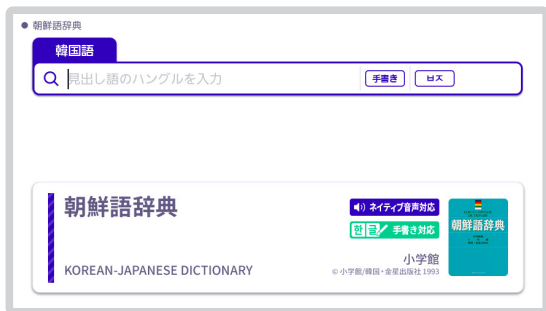 朝鮮語辞典
韓国語
見出し語のハングルを入力
手書き
ㅂㅈ
朝鮮語辞典
ネイティブ音声対応
한글 手書き対応
小学館
KOREAN-JAPANESE DICTIONARY
© 小学館/韓国・金星出版社 1993
朝鮮語辞典